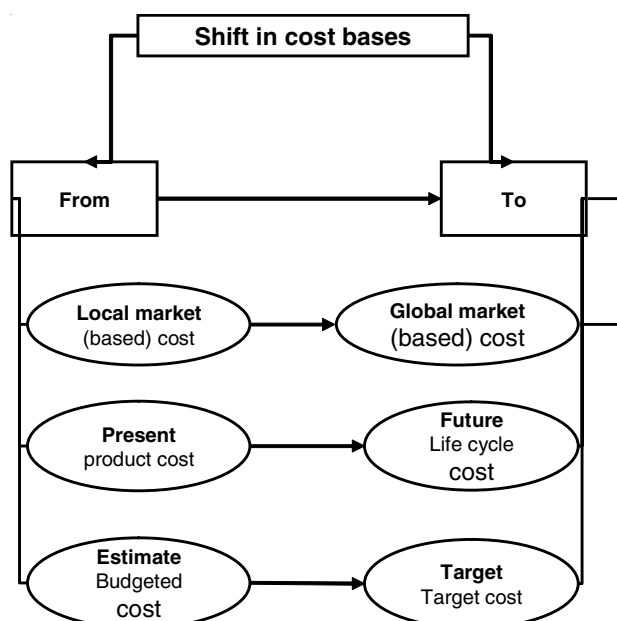 Shift in cost bases
From
To
Local market
(based) cost
Global market
(based) cost
Present
product cost
Future
Life cycle
cost
Estimate
Budgeted
cost
Target
Target cost